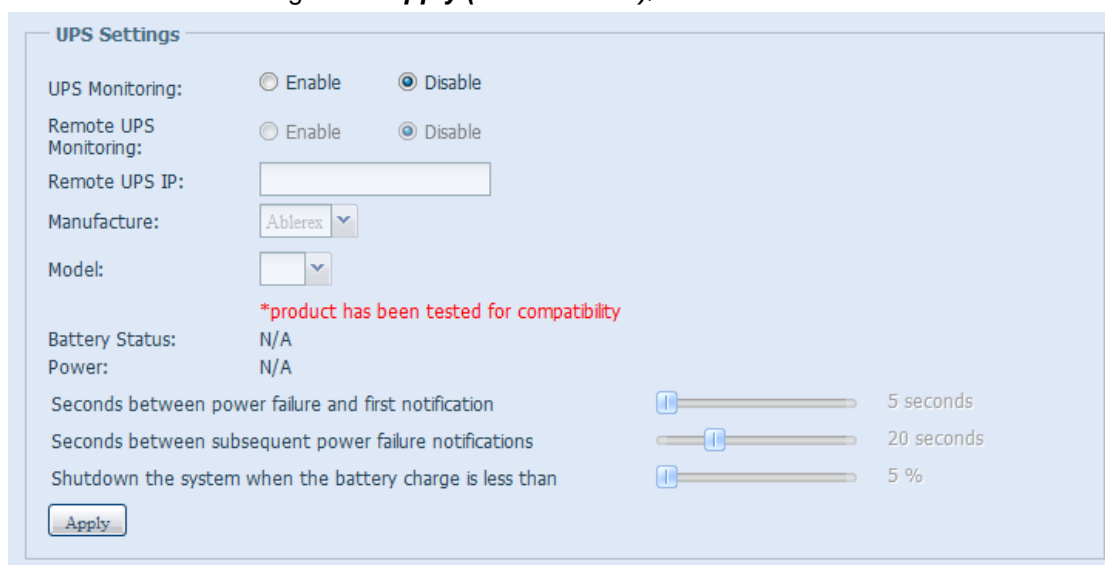 Apply
UPS Settings
UPS Monitoring: Enable Disable
Remote UPS
Monitoring: Enable Disable
Remote UPS IP:
Manufacture: Ablerex
Model:
*product has been tested for compatibility
Battery Status: N/A
Power: N/A
Seconds between power failure and first notification 5 seconds
Seconds between subsequent power failure notifications 20 seconds
Shutdown the system when the battery charge is less than 5 %
Apply